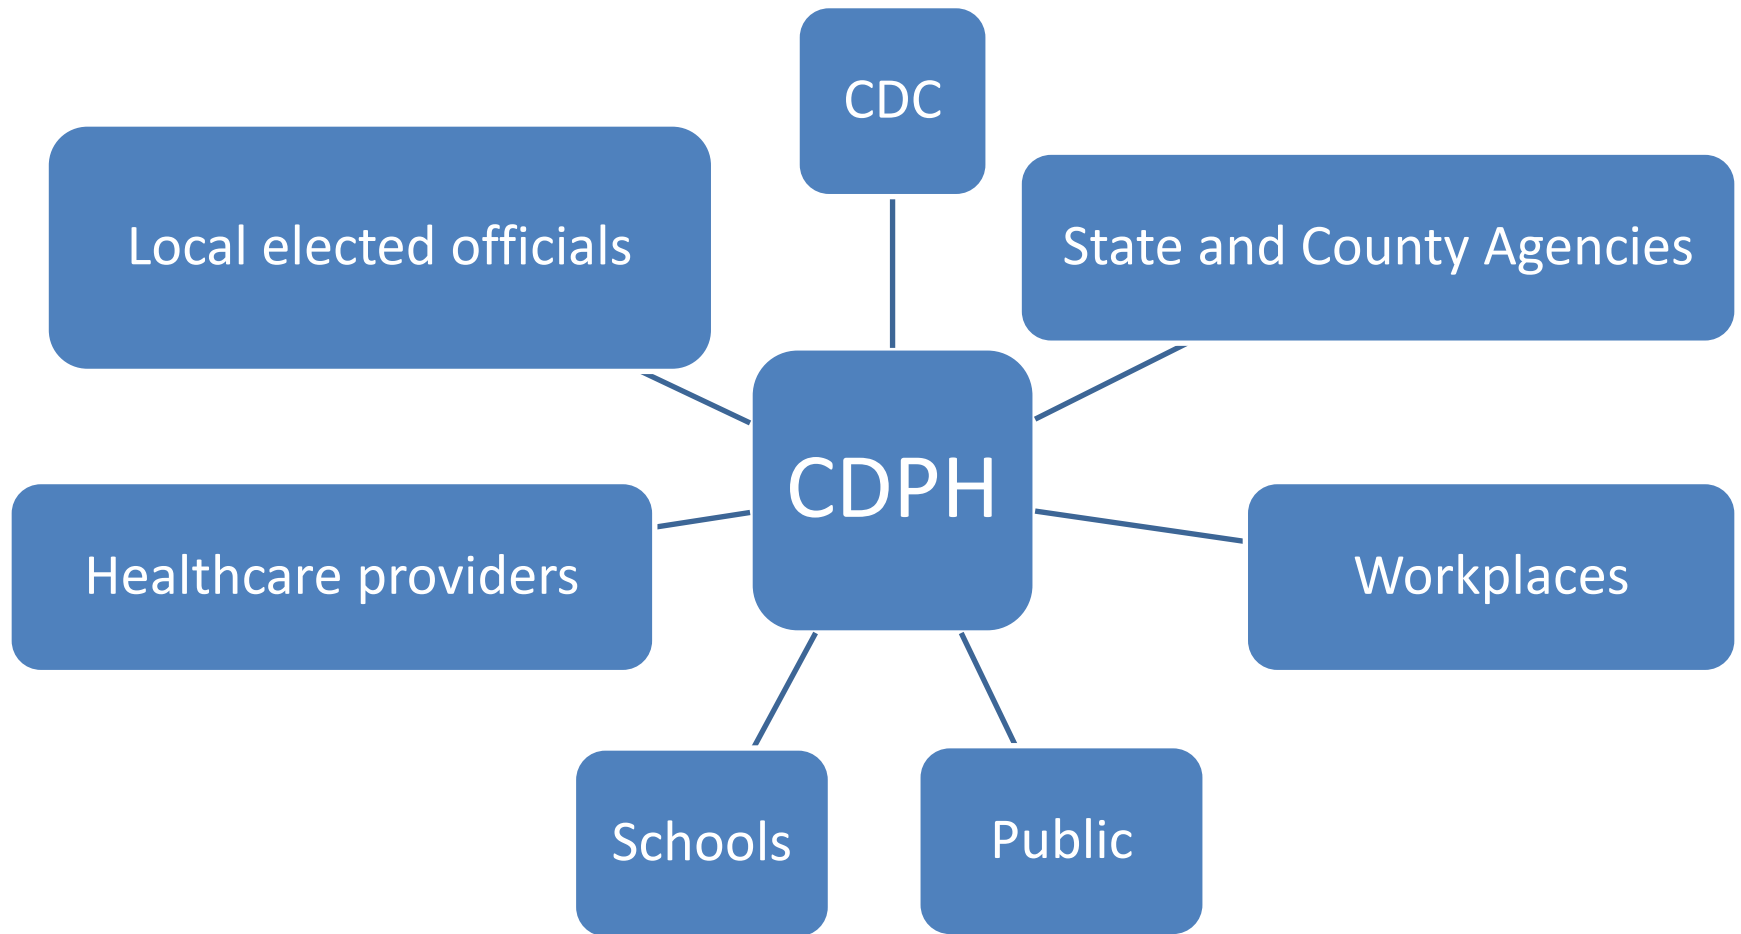 CDC
Local elected officials
State and County Agencies
CDPH
Healthcare providers
Workplaces
Schools
Public